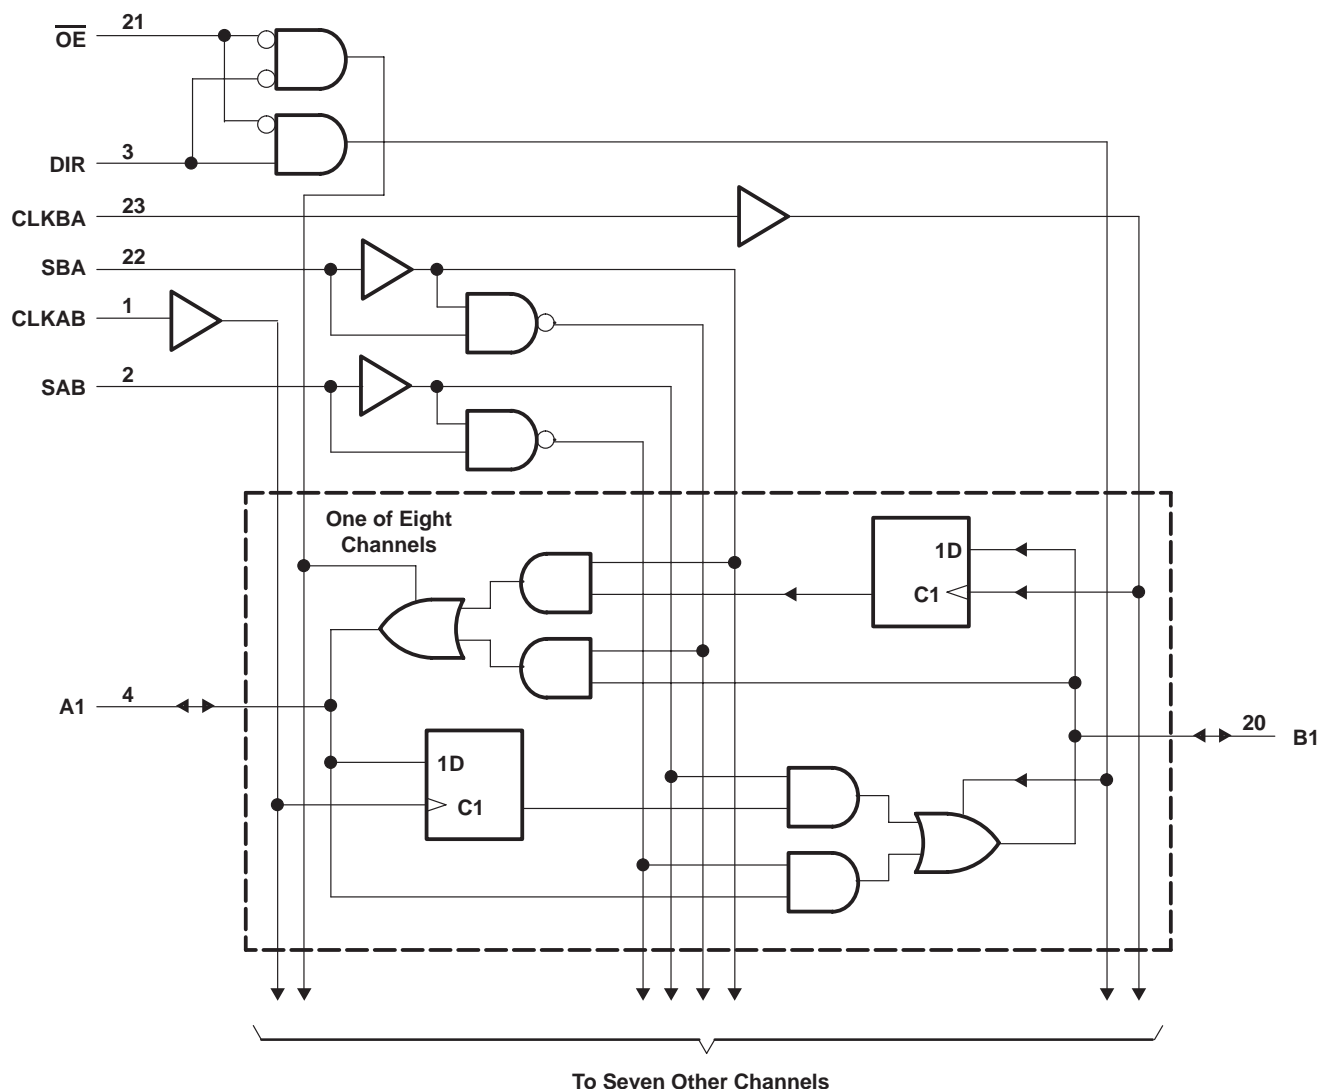 OE
21
DIR
3
CLKBA
23
SBA
22
CLKAB
1
SAB
2
One of Eight
Channels
1D
C1
A1
4
20
B1
1D
C1
To Seven Other Channels